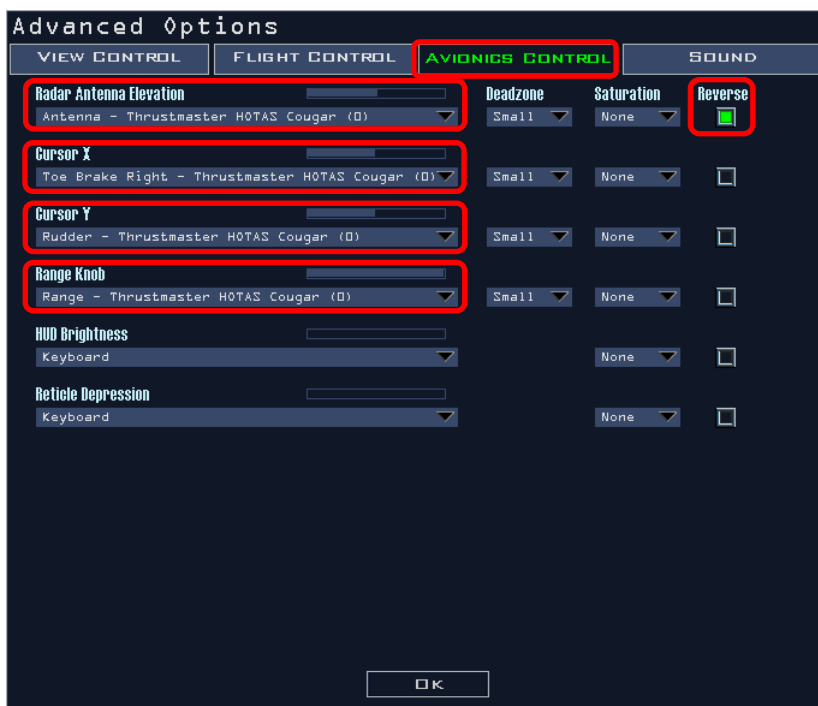 Advanced Options
VIEW CONTROL FLIGHT CONTROL AVIONICS CONTROL SOUND
Radar Antenna Elevation Deadzone Saturation Reverse
Antenna - Thrustmaster HOTAS Cougar (0) Small None
Cursor X
Toe Brake Right - Thrustmaster HOTAS Cougar (0) Small None
Cursor Y
Rudder - Thrustmaster HOTAS Cougar (0) Small None
Range Knob
Range - Thrustmaster HOTAS Cougar (0) Small None
HUD Brightness
Keyboard None
Reticle Depression
Keyboard None
OK